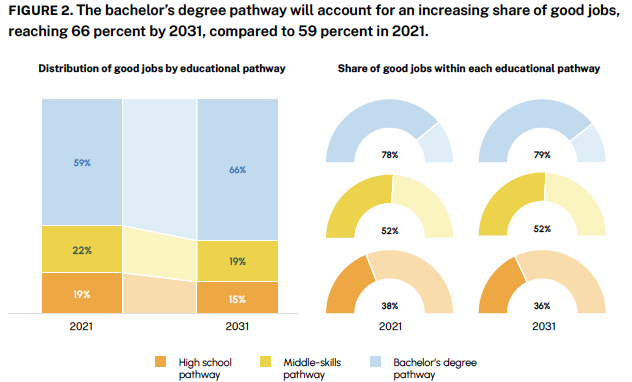 FIGURE 2. The bachelor’s degree pathway will account for an increasing share of good jobs,
reaching 66 percent by 2031, compared to 59 percent in 2021.
Distribution of good jobs by educational pathway
59%
66%
22%
19%
19%
15%
2021
2031
Share of good jobs within each educational pathway
78%
79%
52%
52%
38%
36%
2021
2031
High school
pathway
Middle-skills
pathway
Bachelor’s degree
pathway